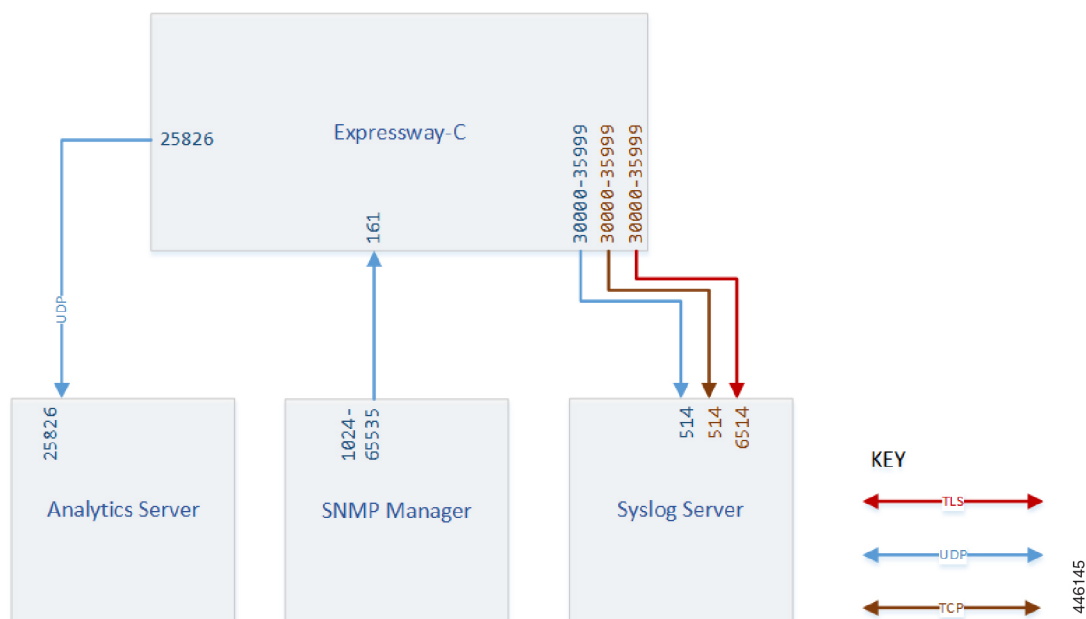 Expressway-C
25826
161
30000-35999
30000-35999
30000-35999
UDP
25826
Analytics Server
1024-
65535
SNMP Manager
514
514
6514
Syslog Server
KEY
TLS
UDP
TCP
446145